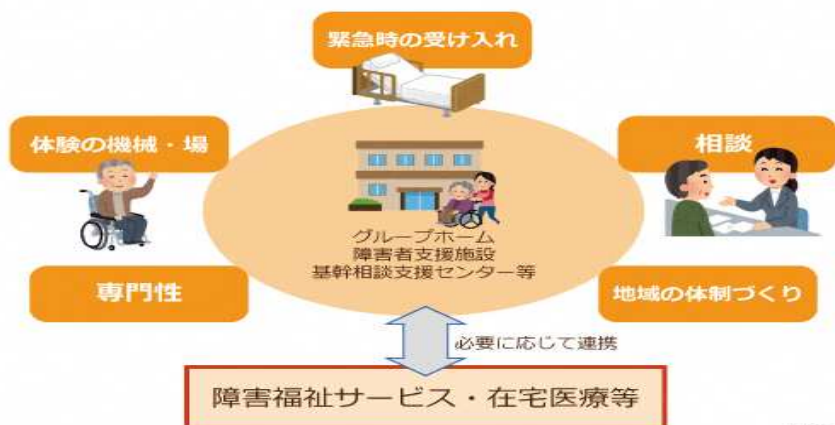 緊急時の受け入れ
体験の機械・場
相談
グループホーム
障害者支援施設
基幹相談支援センター等
専門性
地域の体制づくり
必要に応じて連携
障害福祉サービス・在宅医療等